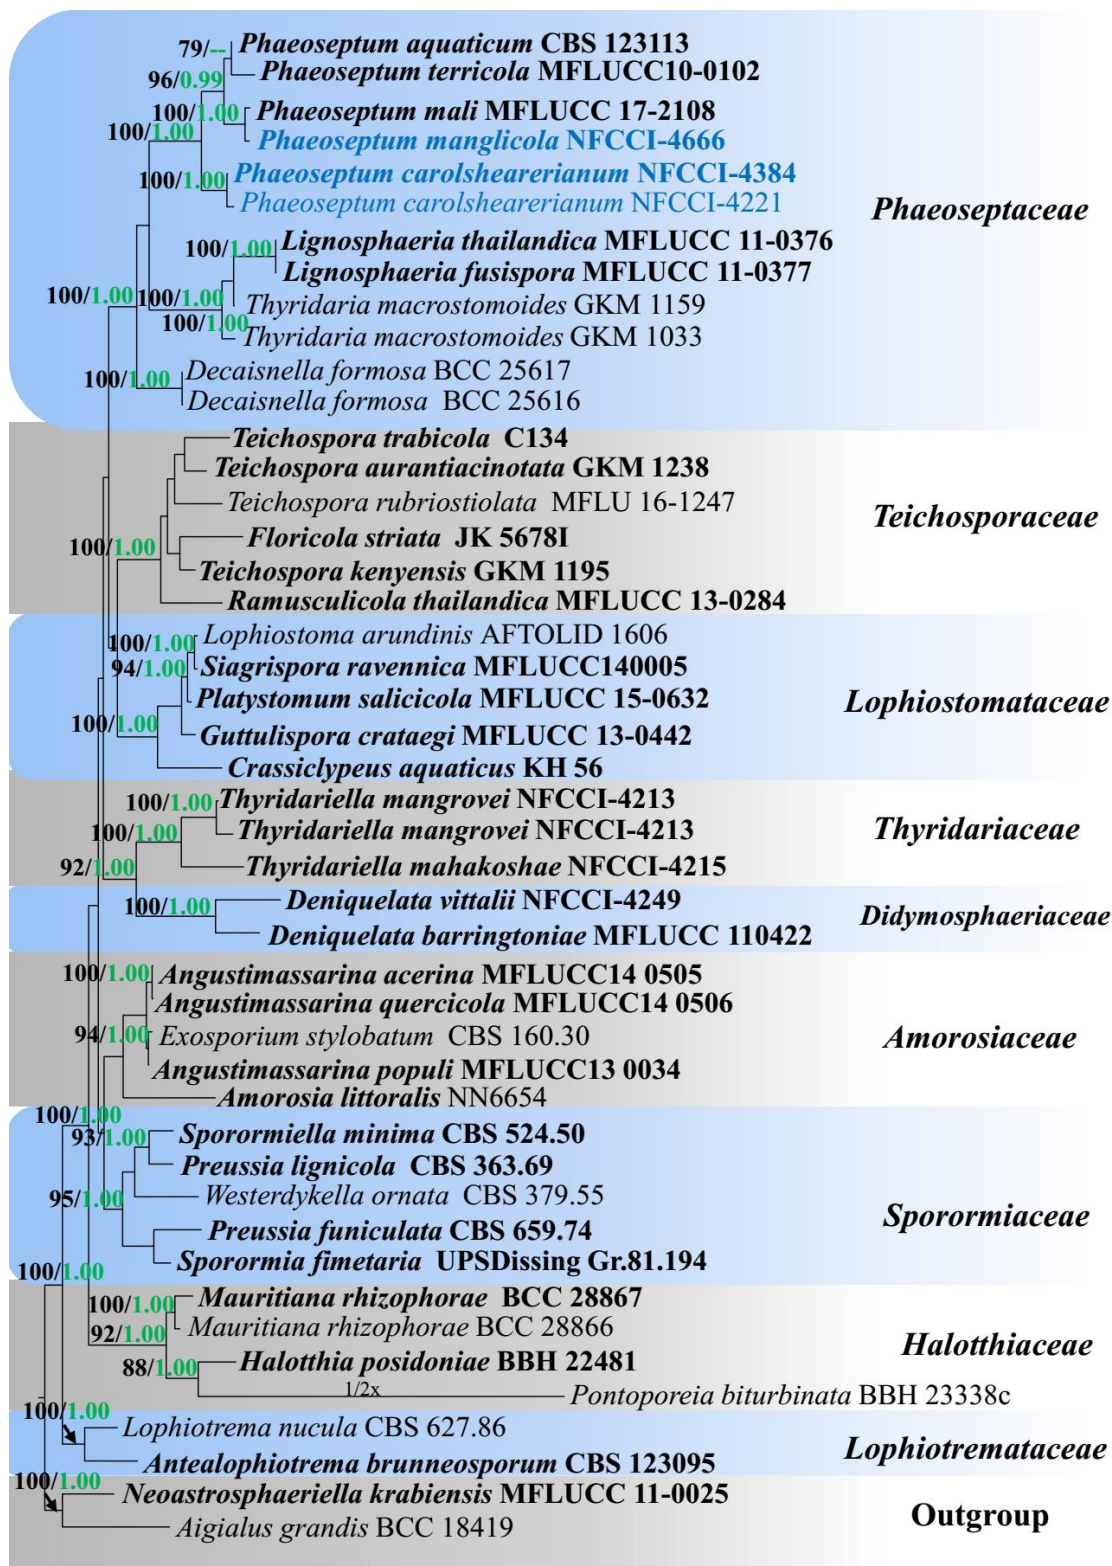 79/--
Phaeoseptum aquaticum CBS 123113
96/0.99
Phaeoseptum terricola MFLUCC10-0102
100/1.00
Phaeoseptum mali MFLUCC 17-2108
100/1.00
Phaeoseptum manglicola NFCCI-4666
100/1.00
Phaeoseptum carolshearerianum NFCCI-4384
Phaeoseptum carolshearerianum NFCCI-4221
Phaeoseptaceae
100/1.00
Lignosphaeria thailandica MFLUCC 11-0376
Lignosphaeria fusispora MFLUCC 11-0377
100/1.00
100/1.00
Thyridaria macrostomoides GKM 1159
100/1.00
Thyridaria macrostomoides GKM 1033
100/1.00
Decaisnella formosa BCC 25617
Decaisnella formosa BCC 25616
Teichospora trabicola C134
Teichospora aurantiacinotata GKM 1238
Teichospora rubriostiolata MFLU 16-1247
Teichosporaceae
Floricola striata JK 5678I
100/1.00
Teichospora kenyensis GKM 1195
Ramusculicola thailandica MFLUCC 13-0284
100/1.00
Lophiostoma arundinis AFTOLID 1606
94/1.00
Siagrispora ravennica MFLUCC140005
Platystomum salicicola MFLUCC 15-0632
Lophiostomataceae
100/1.00
Guttulispora crataegi MFLUCC 13-0442
Crassiclypeus aquaticus KH 56
100/1.00
Thyridariella mangrovei NFCCI-4213
100/1.00
Thyridariella mangrovei NFCCI-4213
Thyridariaceae
92/1.00
Thyridariella mahakoshae NFCCI-4215
100/1.00
Deniquelata vittalii NFCCI-4249
Didymosphaeriaceae
Deniquelata barringtoniae MFLUCC 110422
100/1.00
Angustimassarina acerina MFLUCC14 0505
Angustimassarina quercicola MFLUCC14 0506
94/1.00
Exosporium stylobatum CBS 160.30
Amorosiaceae
Angustimassarina populi MFLUCC13 0034
Amorosia littoralis NN6654
100/1.00
93/1.00
Sporormiella minima CBS 524.50
Preussia lignicola CBS 363.69
95/1.00
Westerdykella ornata CBS 379.55
Sporormiaceae
Preussia funiculata CBS 659.74
Sporormia fimetaria UPSDissing Gr.81.194
100/1.00
100/1.00
Mauritiana rhizophorae BCC 28867
92/1.00
Mauritiana rhizophorae BCC 28866
Halotthiaceae
88/1.00
Halotthia posidoniae BBH 22481
1/2x
Pontoporeia biturbinata BBH 23338c
100/1.00
Lophiotrema nucula CBS 627.86
Lophiotremataceae
Antealophiotrema brunneosporum CBS 123095
100/1.00
Neoastrosphaeriella krabiensis MFLUCC 11-0025
Outgroup
Aigialus grandis BCC 18419